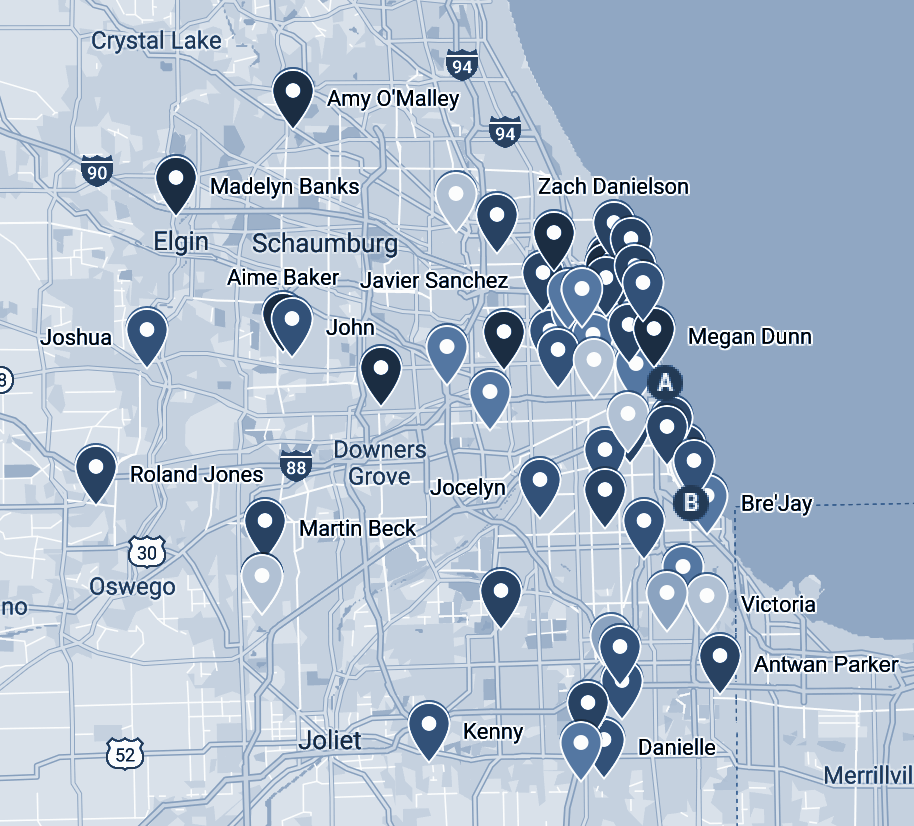 Crystal Lake
94
Amy O'Malley
94
90
Madelyn Banks
Zach Danielson
Elgin
Schaumburg
Aime Baker
Javier Sanchez
Joshua
John
Megan Dunn
8
A
Downers
Grove
88
Roland Jones
Jocelyn
B
Bre'Jay
Martin Beck
30
Oswego
no
Victoria
Antwan Parker
Kenny
Joliet
Danielle
52
Merrillvil